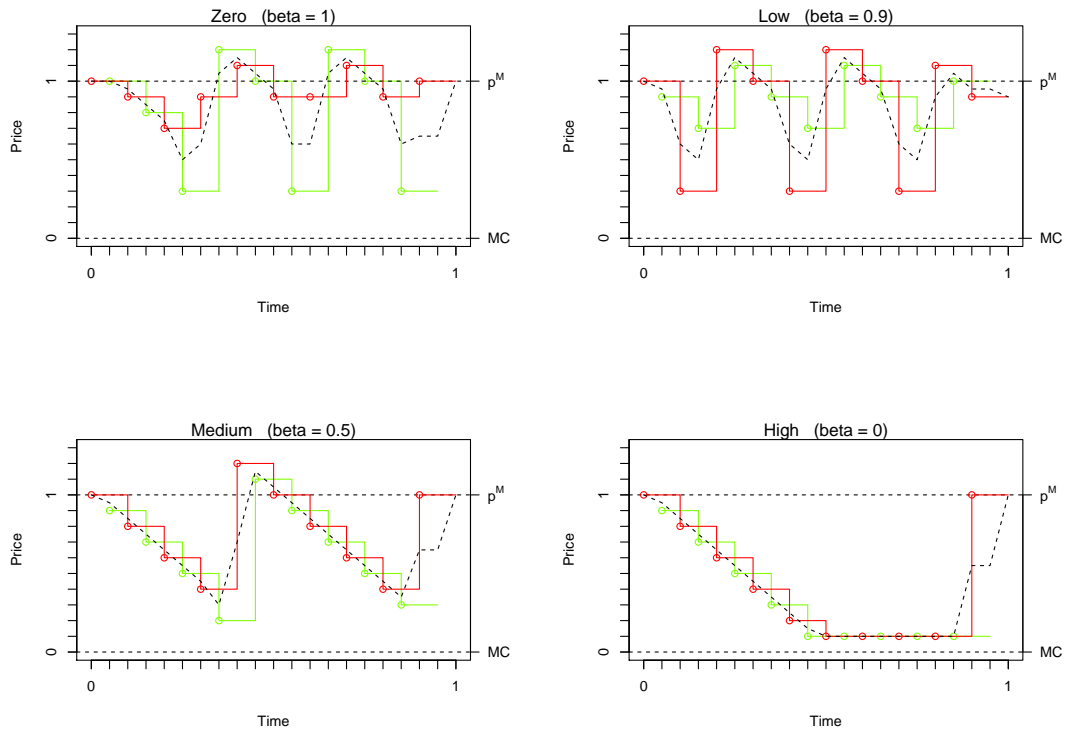 Zero (beta = 1)
Price
1
0
p^M
MC
0
1
Time
Low (beta = 0.9)
Price
1
0
p^M
MC
0
1
Time
Medium (beta = 0.5)
Price
1
0
p^M
MC
0
1
Time
High (beta = 0)
Price
1
0
p^M
MC
0
1
Time